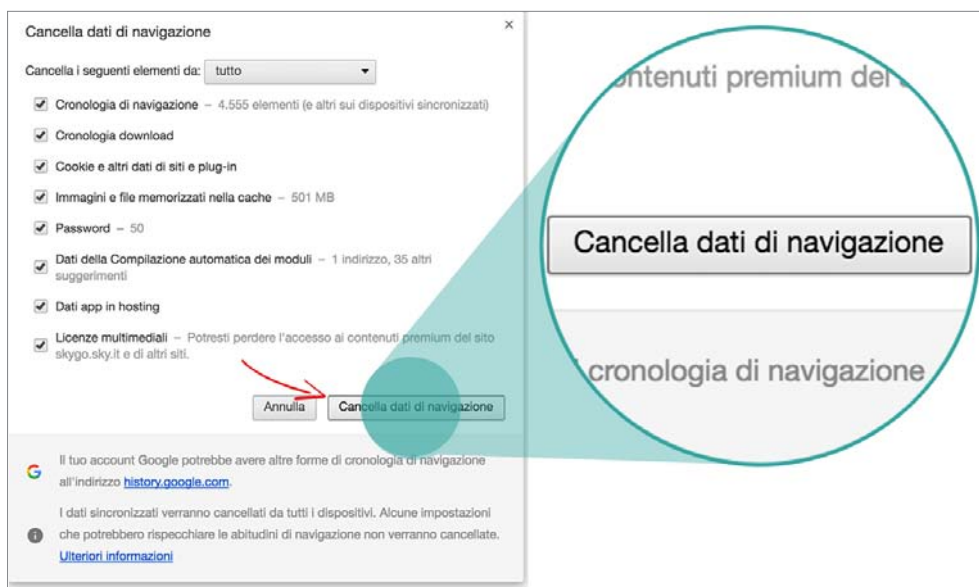 Cancella dati di navigazione
Cancella i seguenti elementi da: tutto
Cronologia di navigazione – 4.555 elementi (e altri sui dispositivi sincronizzati)
Cronologia download
Cookie e altri dati di siti e plug-in
Immagini e file memorizzati nella cache – 501 MB
Password – 50
Dati della Compilazione automatica dei moduli – 1 indirizzo, 35 altri
suggerimenti
Dati app in hosting
Licenze multimediali – Potresti perdere l'accesso ai contenuti premium del sito
skygo.sky.it e di altri siti.
Annulla
Cancella dati di navigazione
Il tuo account Google potrebbe avere altre forme di cronologia di navigazione
all'indirizzo history.google.com.
I dati sincronizzati verranno cancellati da tutti i dispositivi. Alcune impostazioni
che potrebbero rispecchiare le abitudini di navigazione non verranno cancellate.
Ulteriori informazioni
ontenuti premium del
Cancella dati di navigazione
cronologia di navigazione